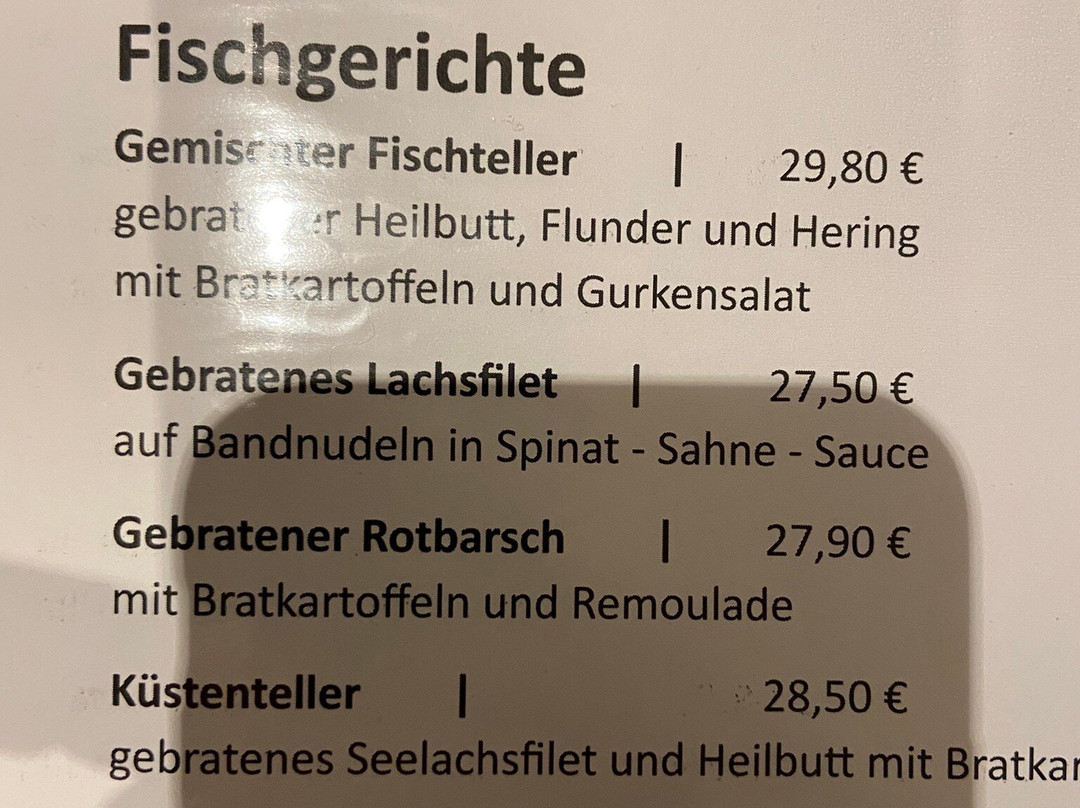 Fischgerichte
Gemischter Fischteller | 29,80 €
gebratener Heilbutt, Flunder und Hering
mit Bratkartoffeln und Gurkensalat
Gebratenes Lachsfilet | 27,50 €
auf Bandnudeln in Spinat - Sahne - Sauce
Gebratener Rotbarsch | 27,90 €
mit Bratkartoffeln und Remoulade
Küstenteller | 28,50 €
gebratenes Seelachsfilet und Heilbutt mit